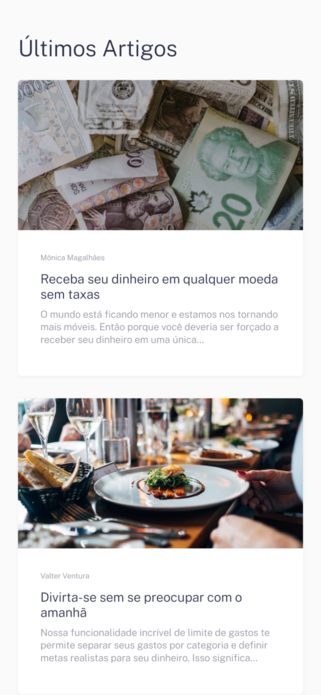 Últimos Artigos
20
Mônica Magalhães
Receba seu dinheiro em qualquer moeda
sem taxas
O mundo está ficando menor e estamos nos tornando
mais móveis. Então porque você deveria ser forçado a
receber seu dinheiro em uma única...
Valter Ventura
Divirta-se sem se preocupar com o
amanhã
Nossa funcionalidade incrível de limite de gastos te
permite separar seus gastos por categoria e definir
metas realistas para seu dinheiro. Isso significa...